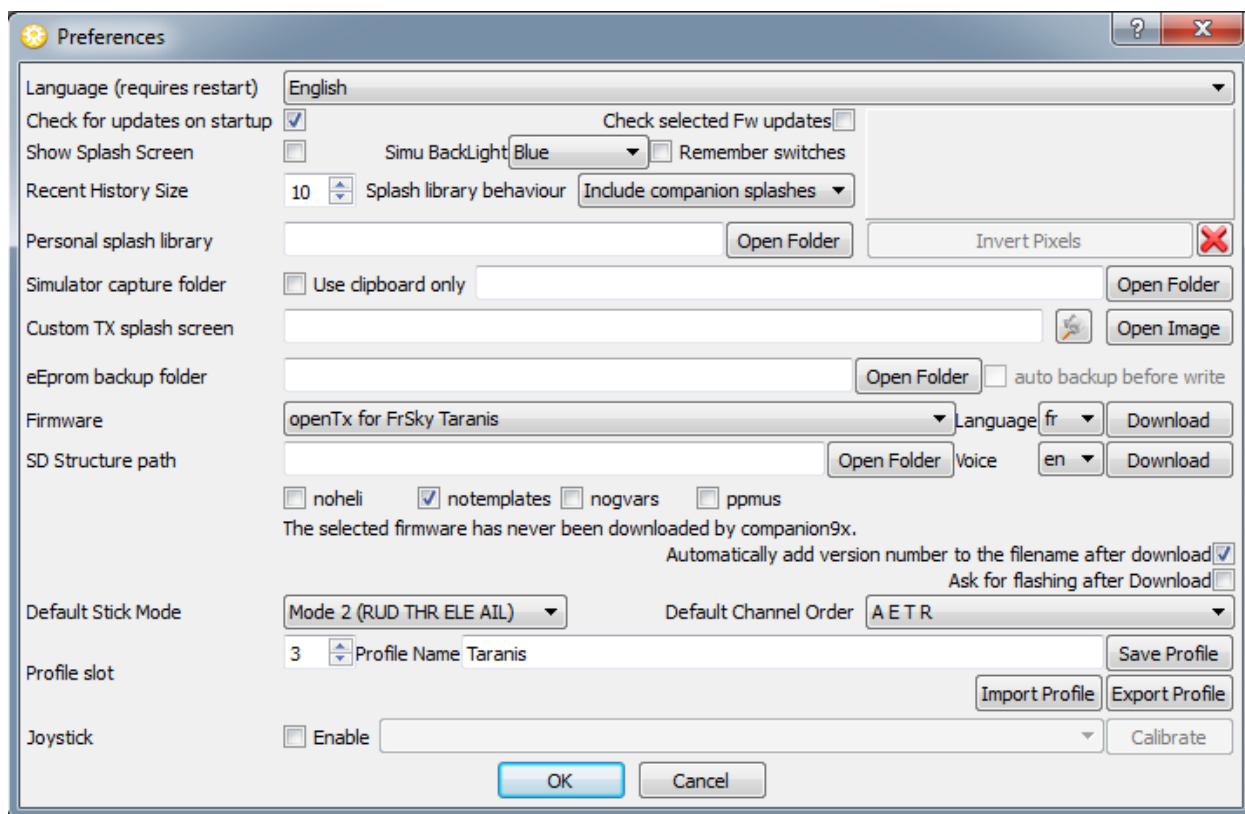 Preferences
Language (requires restart) English
Check for updates on startup Check selected Fw updates
Show Splash Screen Simu BackLight Blue Remember switches
Recent History Size 10 Splash library behaviour Include companion splashes
Personal splash library Open Folder Invert Pixels
Simulator capture folder Use clipboard only Open Folder
Custom TX splash screen Open Image
eEprom backup folder Open Folder auto backup before write
Firmware openTx for FrSky Taranis Language fr Download
SD Structure path Open Folder Voice en Download
noheli notemplates nogvars ppmus
The selected firmware has never been downloaded by companion9x.
Automatically add version number to the filename after download
Ask for flashing after Download
Default Stick Mode Mode 2 (RUD THR ELE AIL) Default Channel Order A E T R
3 Profile Name Taranis Save Profile
Profile slot
Import Profile Export Profile
Joystick Enable Calibrate
OK Cancel